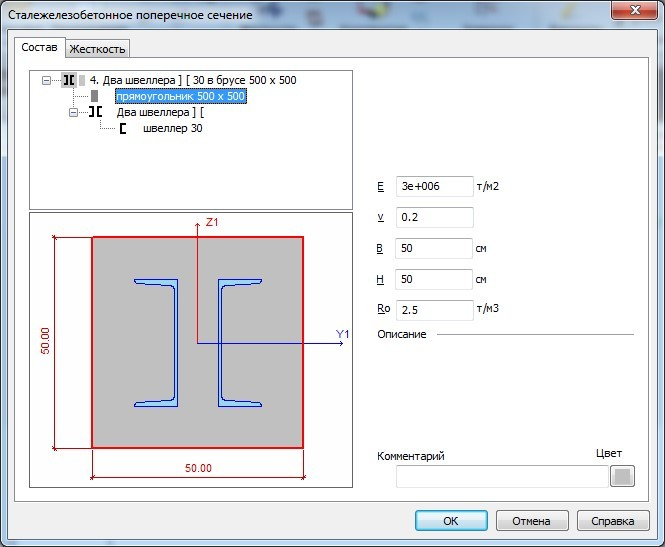 Сталежелезобетонное поперечное сечение
Состав
Жесткость
4. Два швеллера ] [ 30 в брусе 500 x 500
прямоугольник 500 x 500
Два швеллера ] [
швеллер 30
E 3e+006 т/м2
v 0.2
B 50 см
H 50 см
Ro 2.5 т/м3
Описание
Z1
Y1
50.00
50.00
Комментарий
Цвет
OK
Отмена
Справка